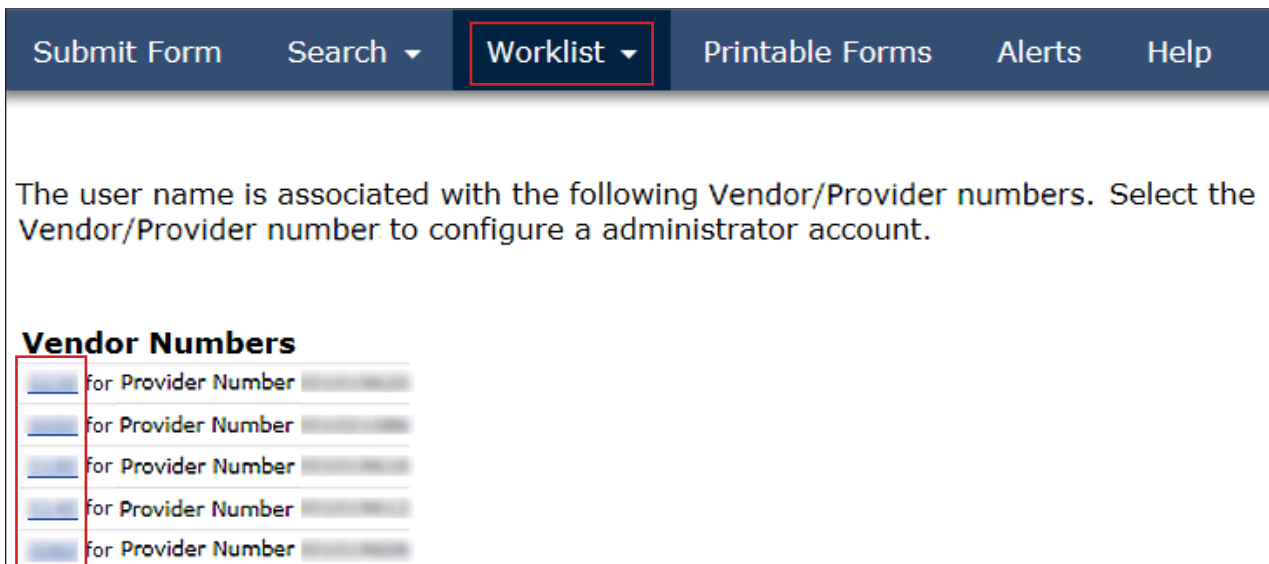 Submit Form Search Worklist Printable Forms Alerts Help
The user name is associated with the following Vendor/Provider numbers. Select the
Vendor/Provider number to configure a administrator account.
Vendor Numbers
for Provider Number
for Provider Number
for Provider Number
for Provider Number
for Provider Number